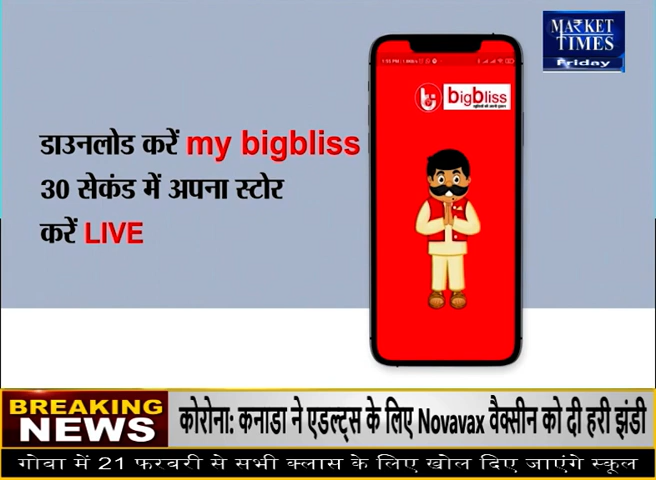 MARKET
TIMES
Friday
bigbliss
डाउनलोड करें my bigbliss
30 सेकंड में अपना स्टोर
करें LIVE
BREAKING
NEWS
कोरोना: कनाडा ने एडल्ट्स के लिए Novavax वैक्सीन को दी हरी झंडी
गोवा में 21 फरवरी से सभी क्लास के लिए खोल दिए जाएंगे स्कूल